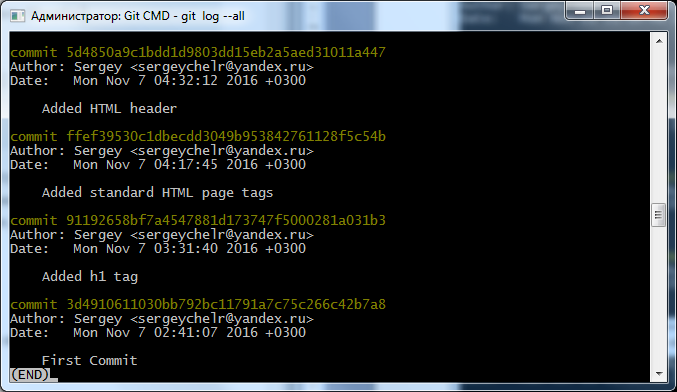 Администратор: Git CMD - git  log --all
commit 5d4850a9c1bdd1d9803dd15eb2a5aed31011a447
Author: Sergey <sergeychelr@yandex.ru>
Date:   Mon Nov 7 04:32:12 2016 +0300
    Added HTML header
commit ffef39530c1dbecdd3049b953842761128f5c54b
Author: Sergey <sergeychelr@yandex.ru>
Date:   Mon Nov 7 04:17:45 2016 +0300
    Added standard HTML page tags
commit 91192658bf7a4547881d173747f5000281a031b3
Author: Sergey <sergeychelr@yandex.ru>
Date:   Mon Nov 7 03:31:40 2016 +0300
    Added h1 tag
commit 3d4910611030bb792bc11791a7c75c266c42b7a8
Author: Sergey <sergeychelr@yandex.ru>
Date:   Mon Nov 7 02:41:07 2016 +0300
    First Commit
(END)